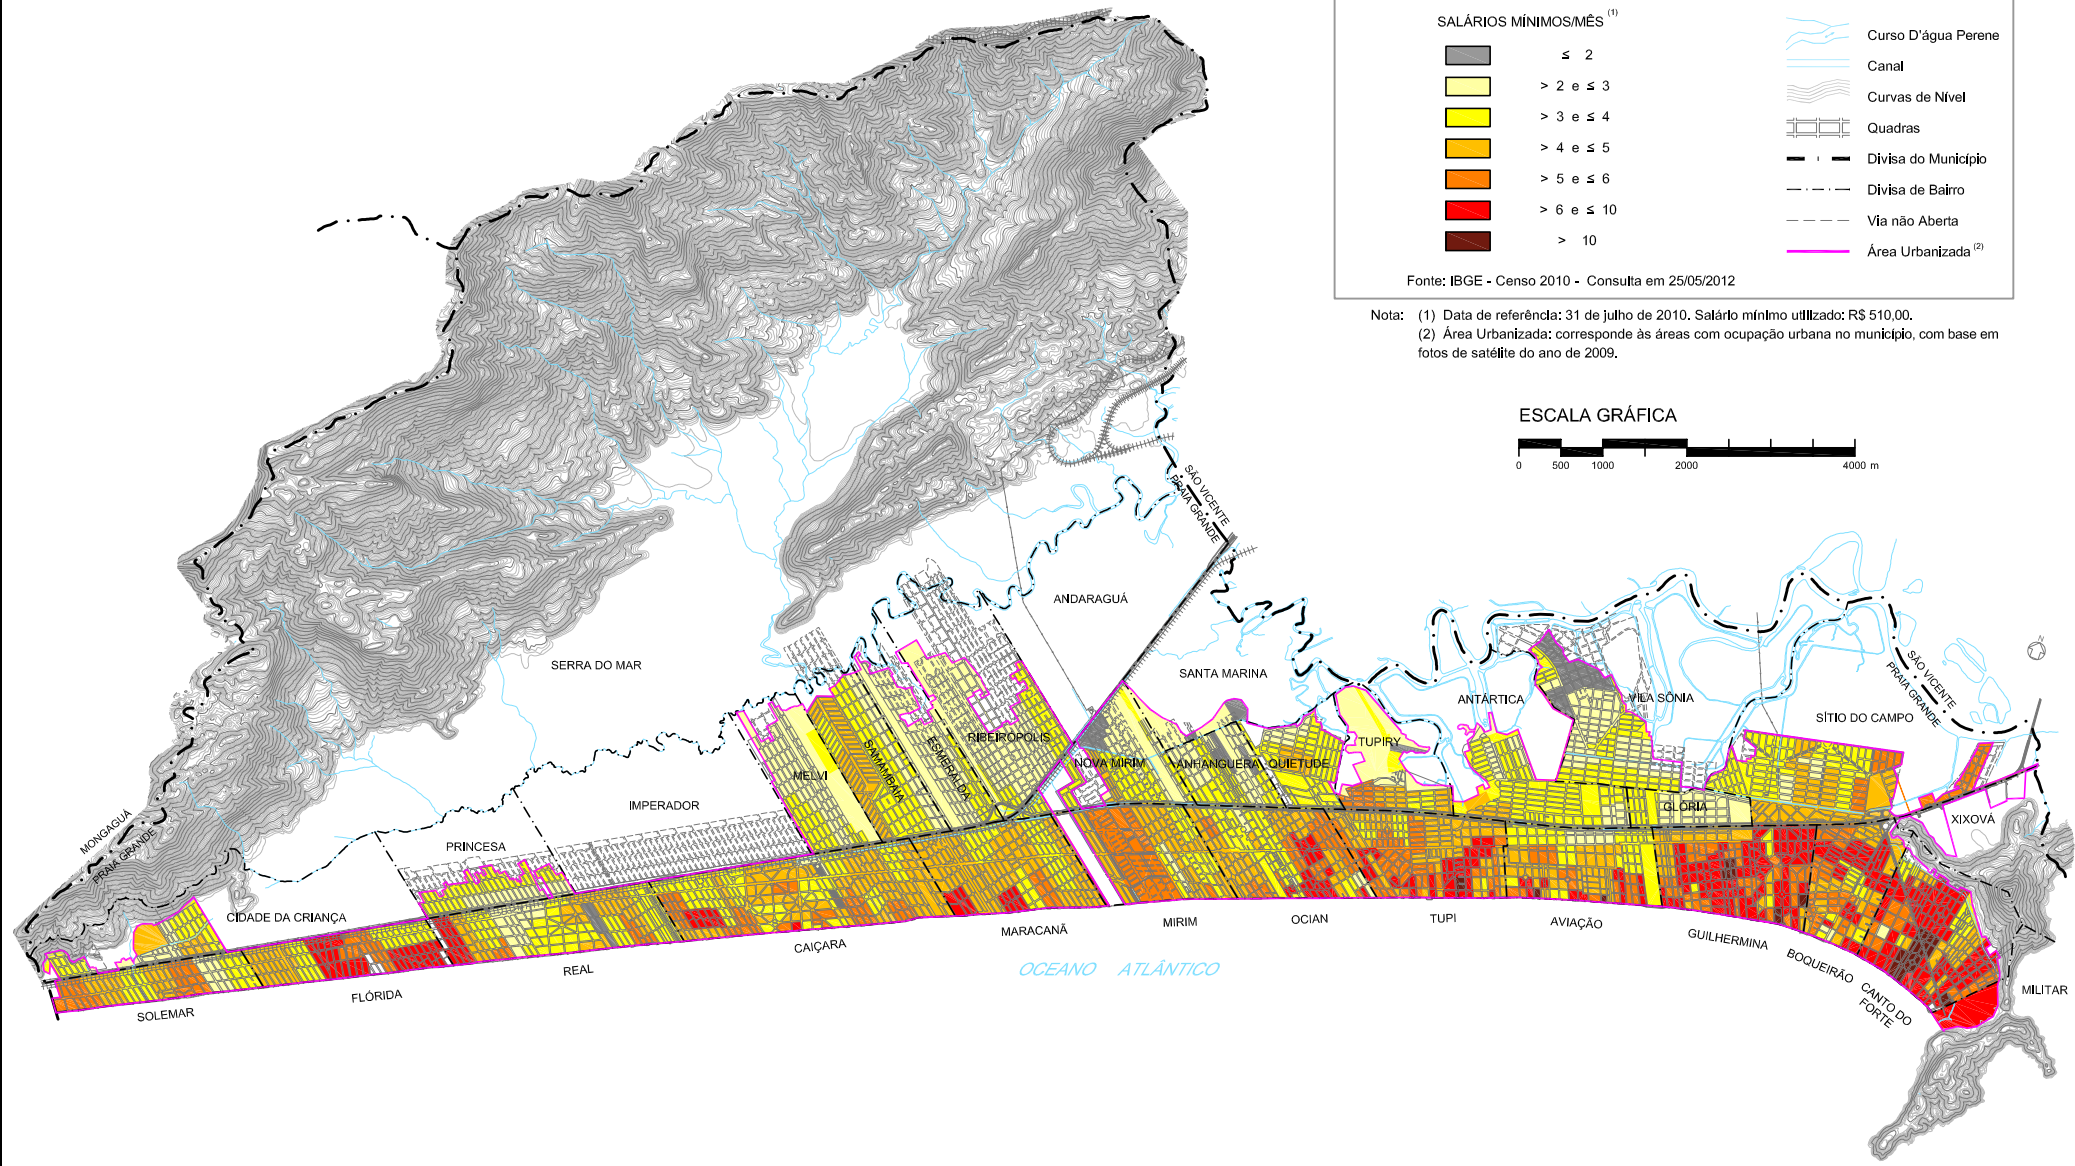 SALÁRIOS MÍNIMOS/MÊS (1)
≤ 2
> 2 e ≤ 3
> 3 e ≤ 4
> 4 e ≤ 5
> 5 e ≤ 6
> 6 e ≤ 10
> 10
Curso D'água Perene
Canal
Curvas de Nível
Quadras
Divisa do Município
Divisa de Bairro
Via não Aberta
Área Urbanizada (2)
Fonte: IBGE - Censo 2010 - Consulta em 25/05/2012
Nota: (1) Data de referência: 31 de julho de 2010. Salário mínimo utilizado: R$ 510,00.
(2) Área Urbanizada: corresponde às áreas com ocupação urbana no município, com base em
fotos de satélite do ano de 2009.
ESCALA GRÁFICA
0 500 1000 2000 4000 m
SÃO VICENTE
PRAIA GRANDE
ANDARAGUÁ
SERRA DO MAR
SANTA MARINA
ANTÁRTICA
VILA SÔNIA
SÍTIO DO CAMPO
SÃO VICENTE
PRAIA GRANDE
N
TUPIRY
RIBEIRÓPOLIS
ESMERALDA
SAMAMBAIA
MELVI
NOVA MIRIM
ANHANGUERA
QUIETUDE
IMPERADOR
GLÓRIA
XIXOVÁ
MONGAGUÁ
PRAIA GRANDE
PRINCESA
CIDADE DA CRIANÇA
SOLEMAR
FLÓRIDA
REAL
CAIÇARA
MARACANÃ
MIRIM
OCIAN
TUPI
AVIAÇÃO
GUILHERMINA
BOQUEIRÃO
CANTO DO
FORTE
MILITAR
OCEANO ATLÂNTICO